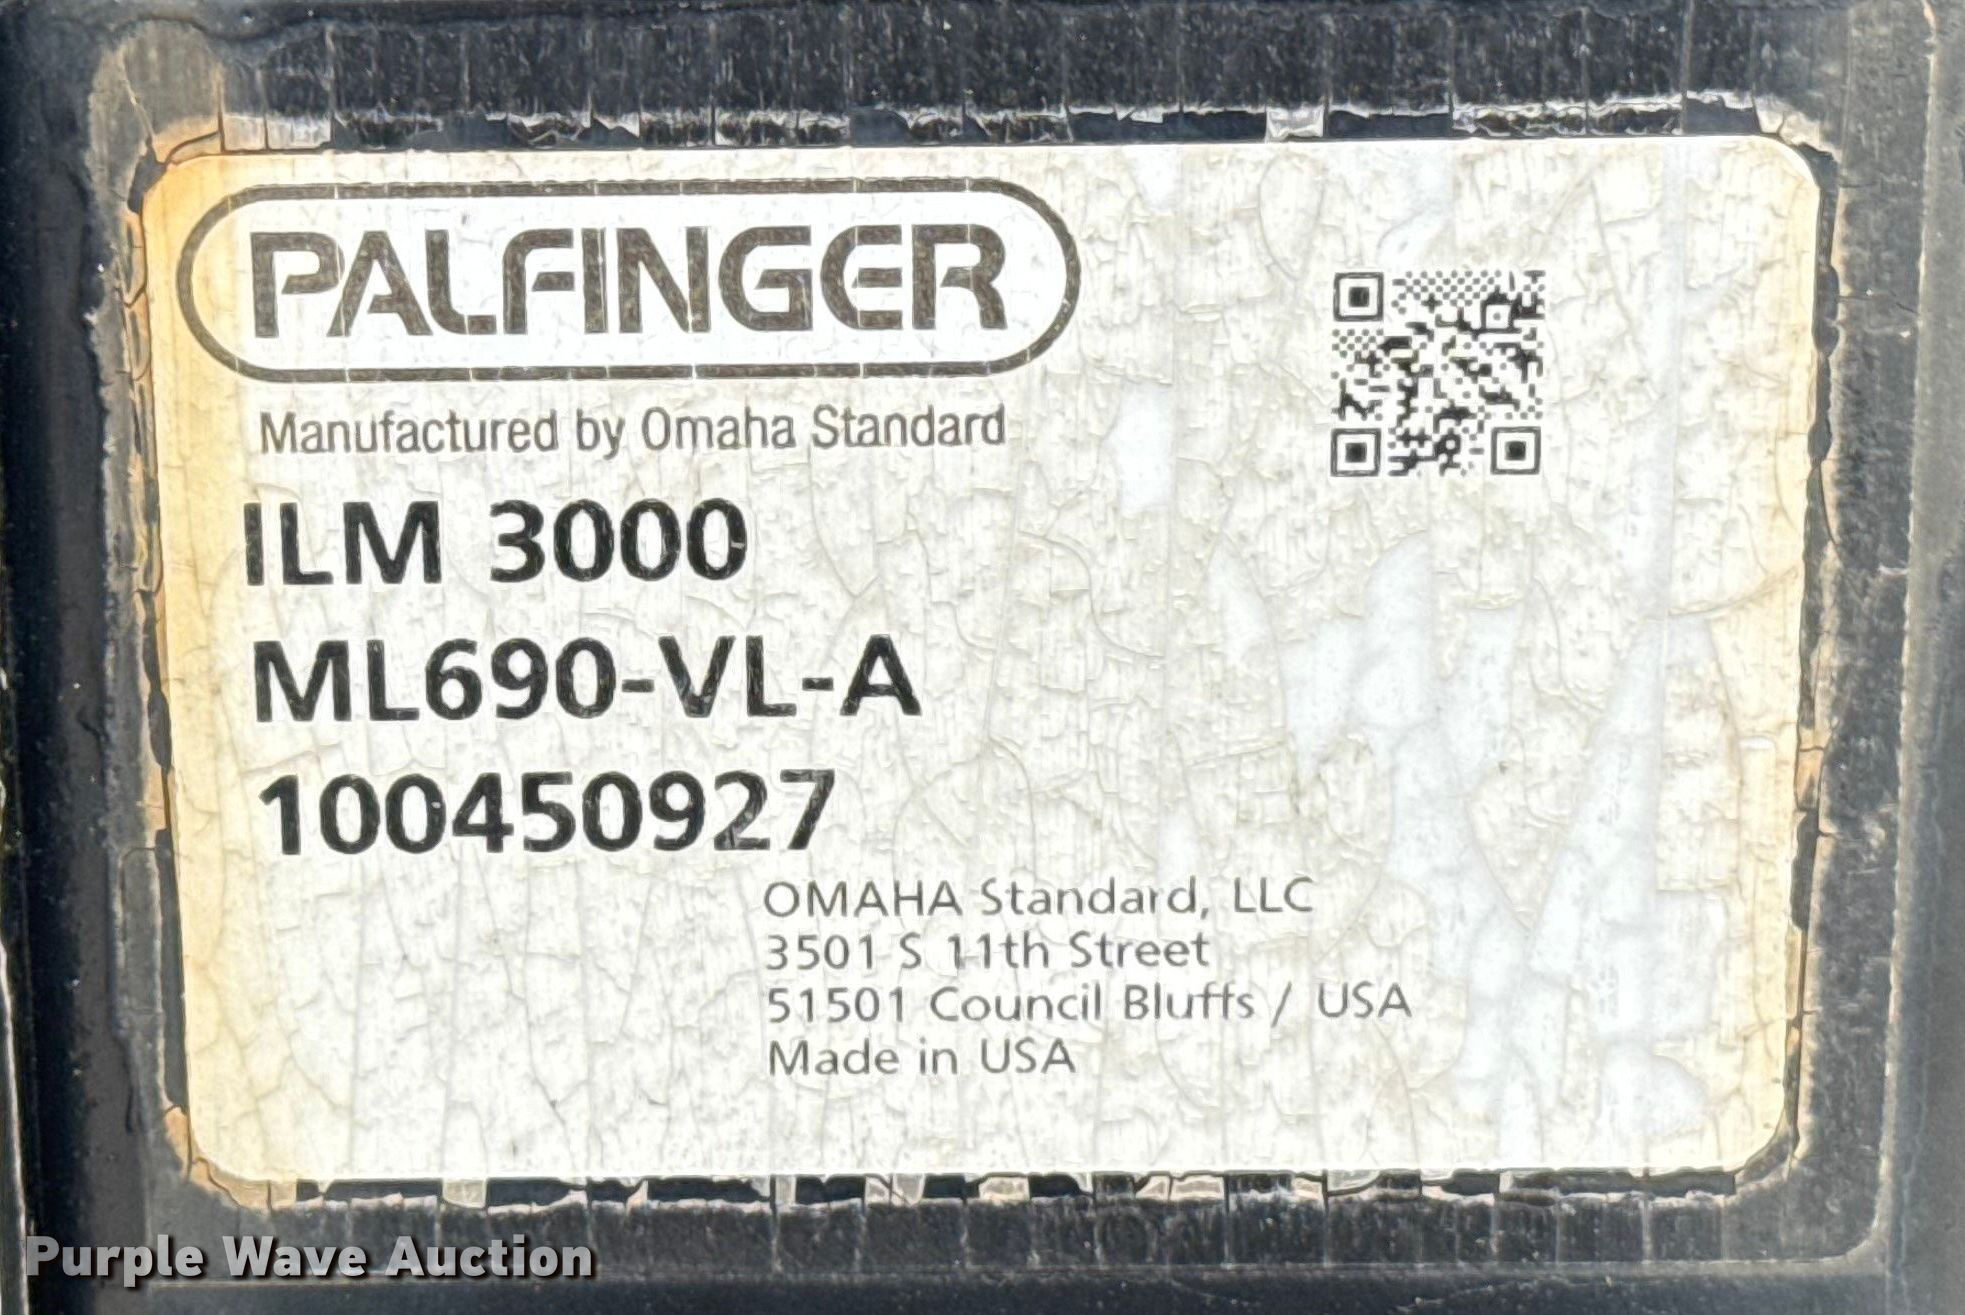 PALFINGER
Manufactured by Omaha Standard
ILM 3000
ML690-VL-A
100450927
OMAHA Standard, LLC
3501 S 11th Street
51501 Council Bluffs / USA
Made in USA
Purple Wave Auction